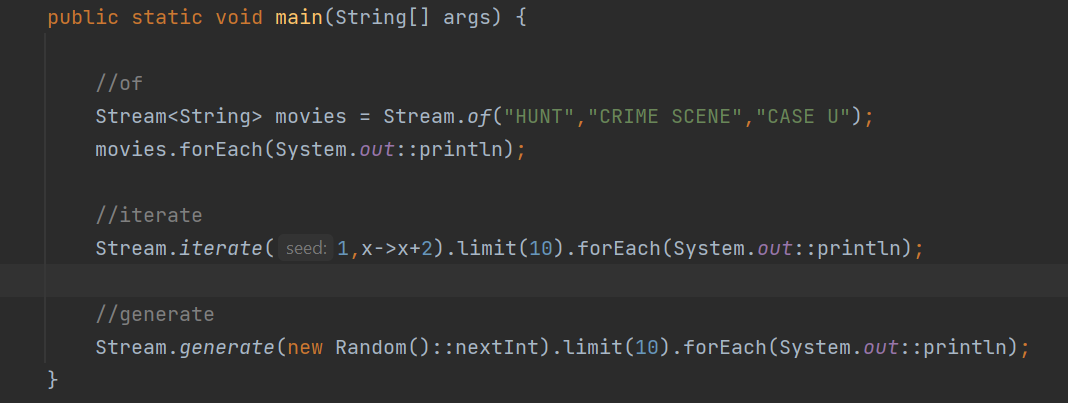 public static void main(String[] args) {
//of
Stream<String> movies = Stream.of("HUNT","CRIME SCENE","CASE U");
movies.forEach(System.out::println);
//iterate
Stream.iterate( seed: 1,x->x+2).limit(10).forEach(System.out::println);
//generate
Stream.generate(new Random()::nextInt).limit(10).forEach(System.out::println);
}